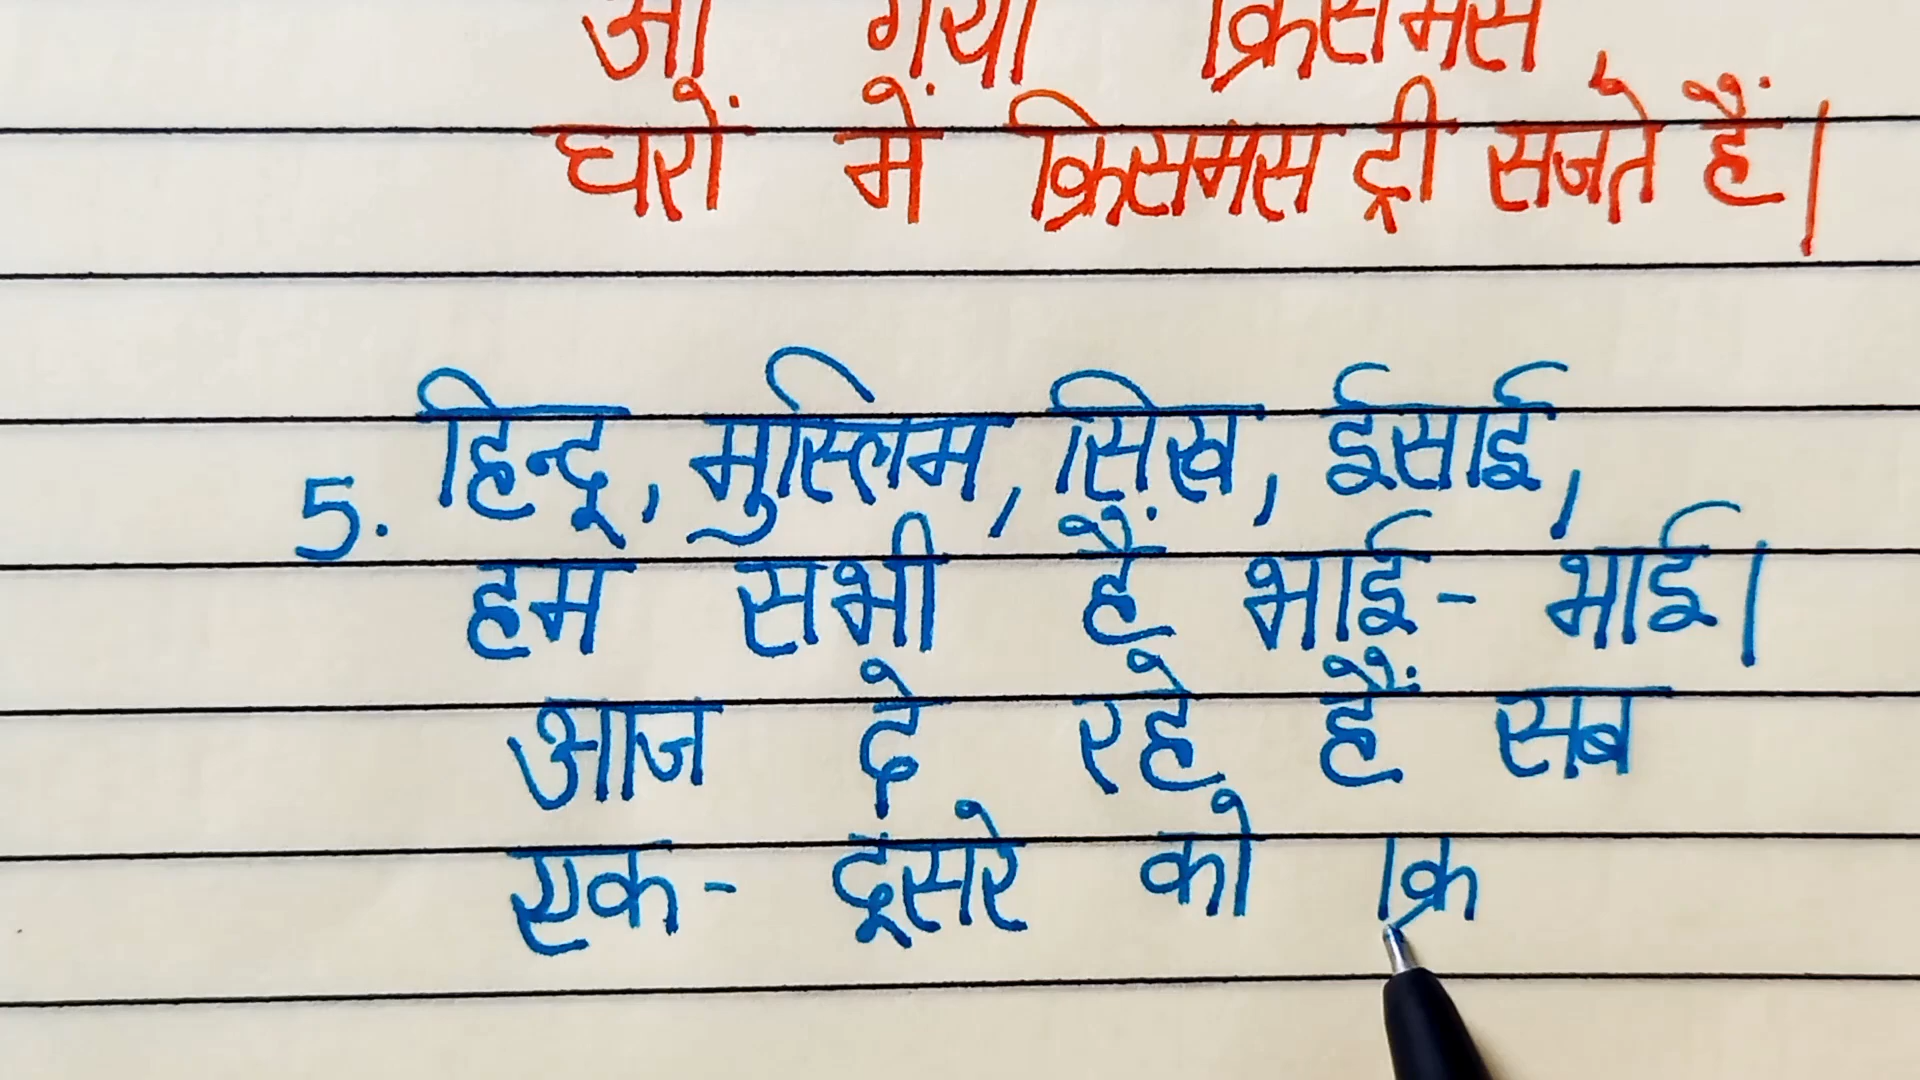 आ गया क्रिसमस
घरों में क्रिसमस ट्री सजते हैं।
5. हिन्दू, मुस्लिम, सिख़, ईसाई,
हम सभी है भाई- भाई।
आज दे रहे हैं सब
एक- दूसरे को क्रि